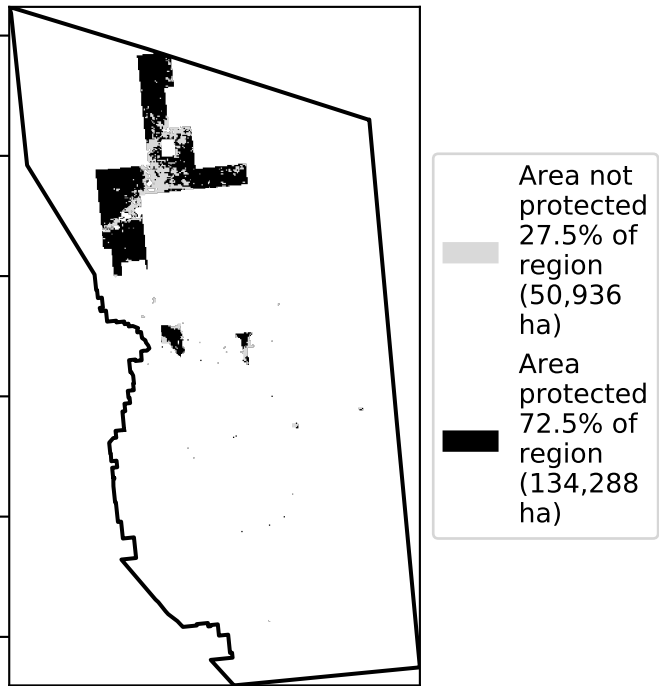 Area not
protected
27.5% of
region
(50,936
ha)
Area
protected
72.5% of
region
(134,288
ha)